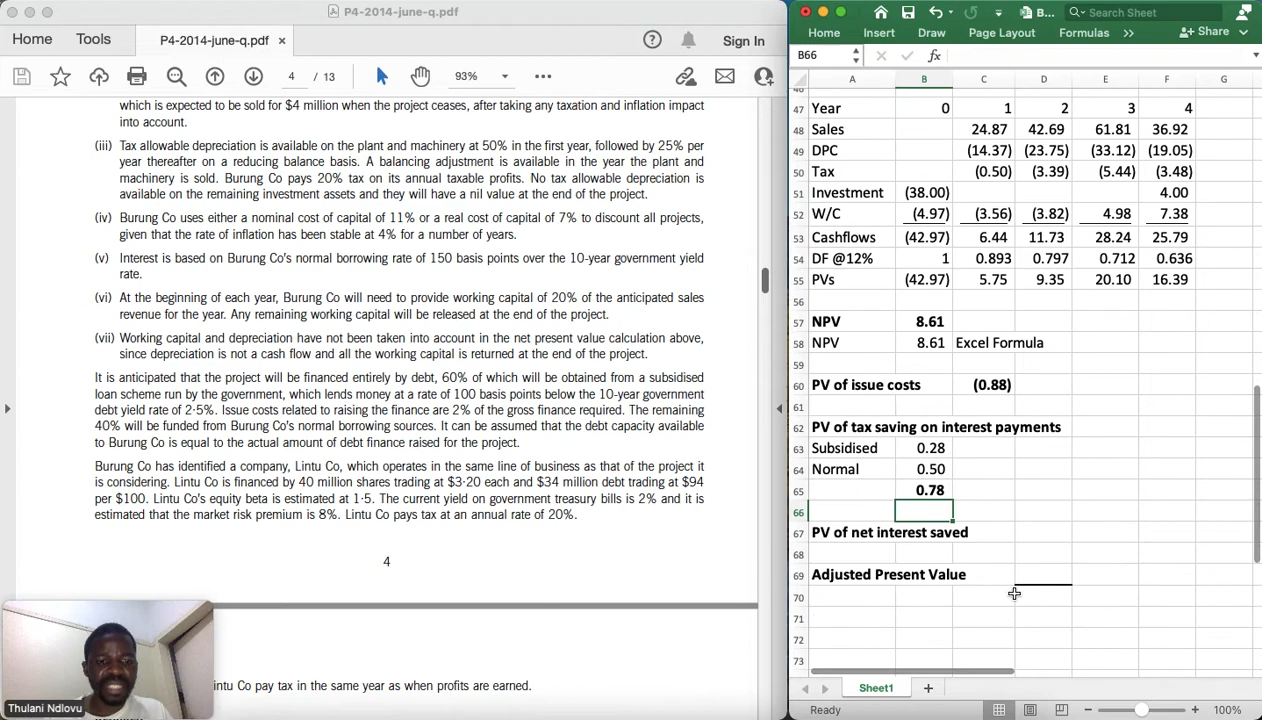 P4-2014-june-q.pdf
Home Tools P4-2014-june-q.pdf × ? Sign In
4 / 13 93%
which is expected to be sold for $4 million when the project ceases, after taking any taxation and inflation impact
into account.
(iii) Tax allowable depreciation is available on the plant and machinery at 50% in the first year, followed by 25% per
year thereafter on a reducing balance basis. A balancing adjustment is available in the year the plant and
machinery is sold. Burung Co pays 20% tax on its annual taxable profits. No tax allowable depreciation is
available on the remaining investment assets and they will have a nil value at the end of the project.
(iv) Burung Co uses either a nominal cost of capital of 11% or a real cost of capital of 7% to discount all projects,
given that the rate of inflation has been stable at 4% for a number of years.
(v) Interest is based on Burung Co's normal borrowing rate of 150 basis points over the 10-year government yield
rate.
(vi) At the beginning of each year, Burung Co will need to provide working capital of 20% of the anticipated sales
revenue for the year. Any remaining working capital will be released at the end of the project.
(vii) Working capital and depreciation have not been taken into account in the net present value calculation above,
since depreciation is not a cash flow and all the working capital is returned at the end of the project.
It is anticipated that the project will be financed entirely by debt, 60% of which will be obtained from a subsidised
loan scheme run by the government, which lends money at a rate of 100 basis points below the 10-year government
debt yield rate of 2·5%. Issue costs related to raising the finance are 2% of the gross finance required. The remaining
40% will be funded from Burung Co's normal borrowing sources. It can be assumed that the debt capacity available
to Burung Co is equal to the actual amount of debt finance raised for the project.
Burung Co has identified a company, Lintu Co, which operates in the same line of business as that of the project it
is considering. Lintu Co is financed by 40 million shares trading at $3·20 each and $34 million debt trading at $94
per $100. Lintu Co's equity beta is estimated at 1·5. The current yield on government treasury bills is 2% and it is
estimated that the market risk premium is 8%. Lintu Co pays tax at an annual rate of 20%.
4
intu Co pay tax in the same year as when profits are earned.
Thulani Ndlovu
B... Search Sheet
Home Insert Draw Page Layout Formulas >> Share
B66 fx
A B C D E F G
47 Year 0 1 2 3 4
48 Sales 24.87 42.69 61.81 36.92
49 DPC (14.37) (23.75) (33.12) (19.05)
50 Tax (0.50) (3.39) (5.44) (3.48)
51 Investment (38.00) 4.00
52 W/C (4.97) (3.56) (3.82) 4.98 7.38
53 Cashflows (42.97) 6.44 11.73 28.24 25.79
54 DF @12% 1 0.893 0.797 0.712 0.636
55 PVs (42.97) 5.75 9.35 20.10 16.39
56
57 NPV 8.61
58 NPV 8.61 Excel Formula
59
60 PV of issue costs (0.88)
61
62 PV of tax saving on interest payments
63 Subsidised 0.28
64 Normal 0.50
65 0.78
66
67 PV of net interest saved
68
69 Adjusted Present Value
70
71
72
73
Sheet1 +
Ready 100%